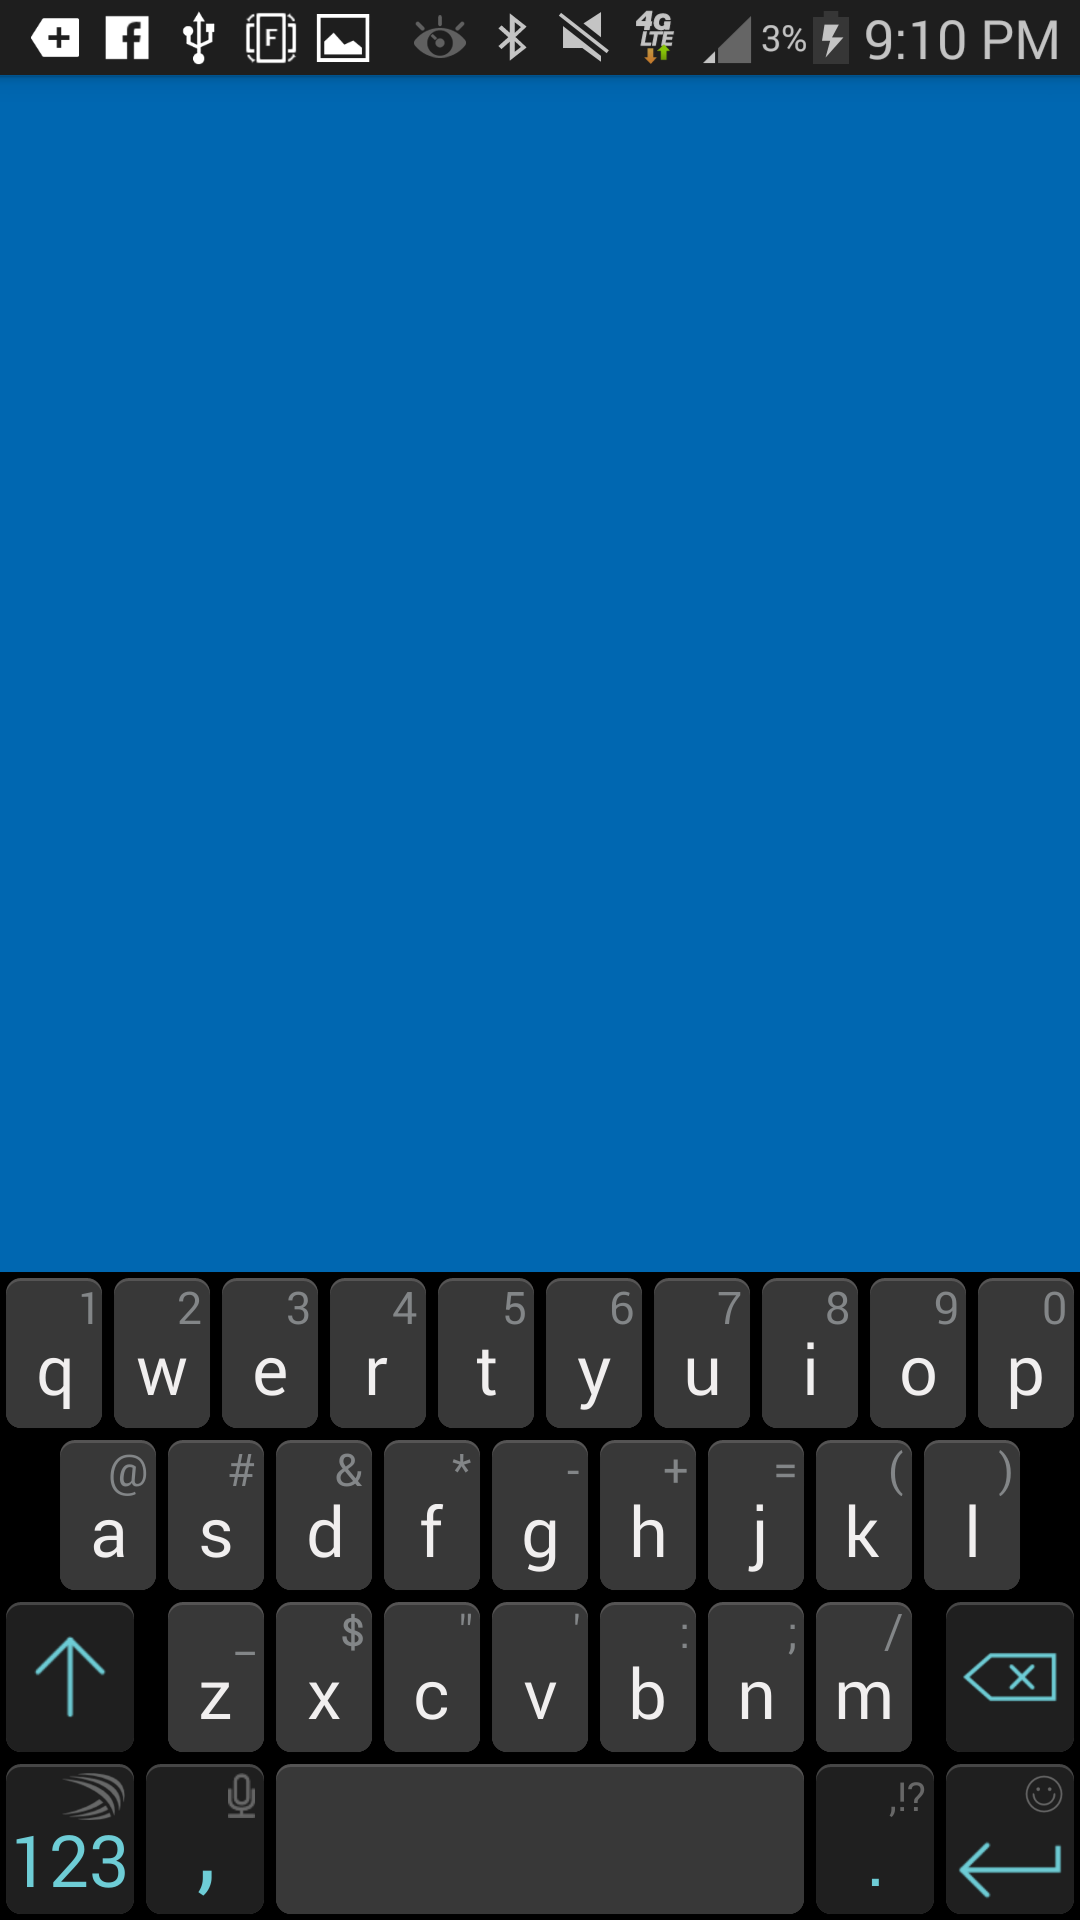 F 4G LTE 3% 9:10 PM
1 2 3 4 5 6 7 8 9 0
q w e r t y u i o p
@ # & * - + = ( )
a s d f g h j k l
_ $ " ' : ; /
z x c v b n m
,!?
123 , .